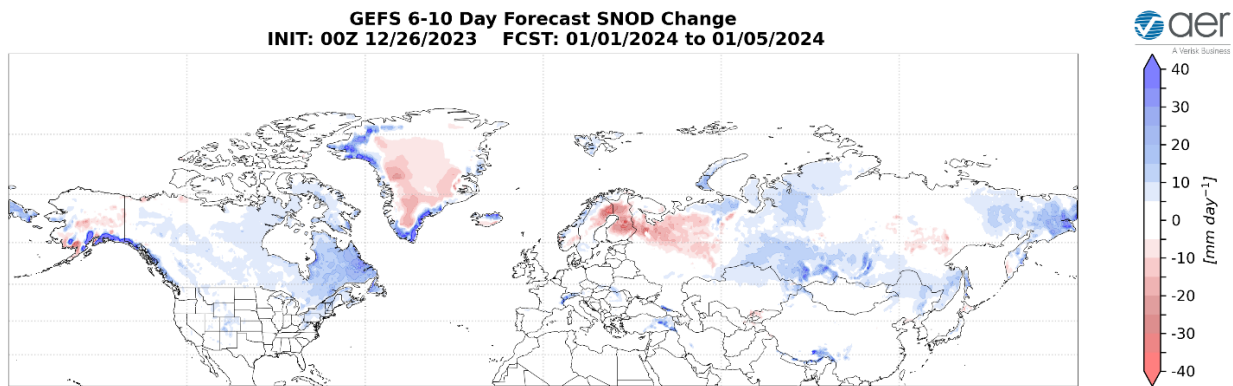 GEFS 6-10 Day Forecast SNOD Change
INIT: 00Z 12/26/2023    FCST: 01/01/2024 to 01/05/2024
aer
A Verisk Business
40
30
20
10
0
-10
-20
-30
-40
[mm day⁻¹]